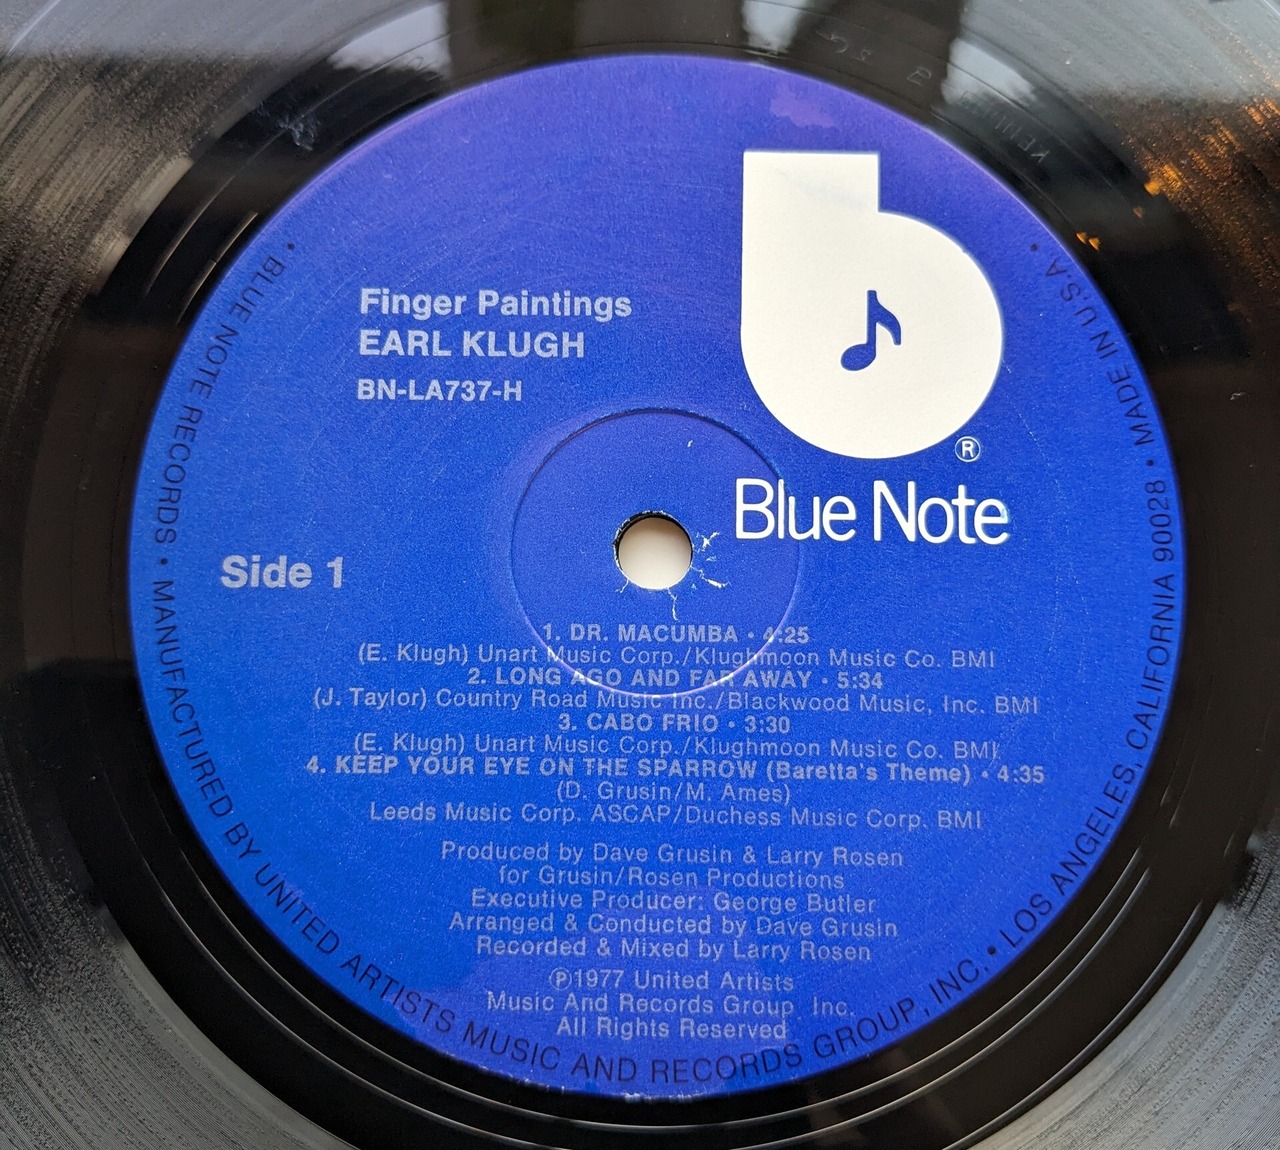 Finger Paintings
EARL KLUGH
BN-LA737-H
®
Blue Note
Side 1
1. DR. MACUMBA • 4:25
(E. Klugh) Unart Music Corp./Klughmoon Music Co. BMI
2. LONG AGO AND FAR AWAY • 5:34
(J. Taylor) Country Road Music Inc./Blackwood Music, Inc. BMI
3. CABO FRIO • 3:30
(E. Klugh) Unart Music Corp./Klughmoon Music Co. BMI
4. KEEP YOUR EYE ON THE SPARROW (Baretta's Theme) • 4:35
(D. Grusin/M. Ames)
Leeds Music Corp. ASCAP/Duchess Music Corp. BMI
Produced by Dave Grusin & Larry Rosen
for Grusin/Rosen Productions
Executive Producer: George Butler
Arranged & Conducted by Dave Grusin
Recorded & Mixed by Larry Rosen
℗1977 United Artists
Music And Records Group Inc.
All Rights Reserved
• BLUE NOTE RECORDS • MANUFACTURED BY UNITED ARTISTS MUSIC AND RECORDS GROUP, INC. • LOS ANGELES, CALIFORNIA 90028 • MADE IN U.S.A •